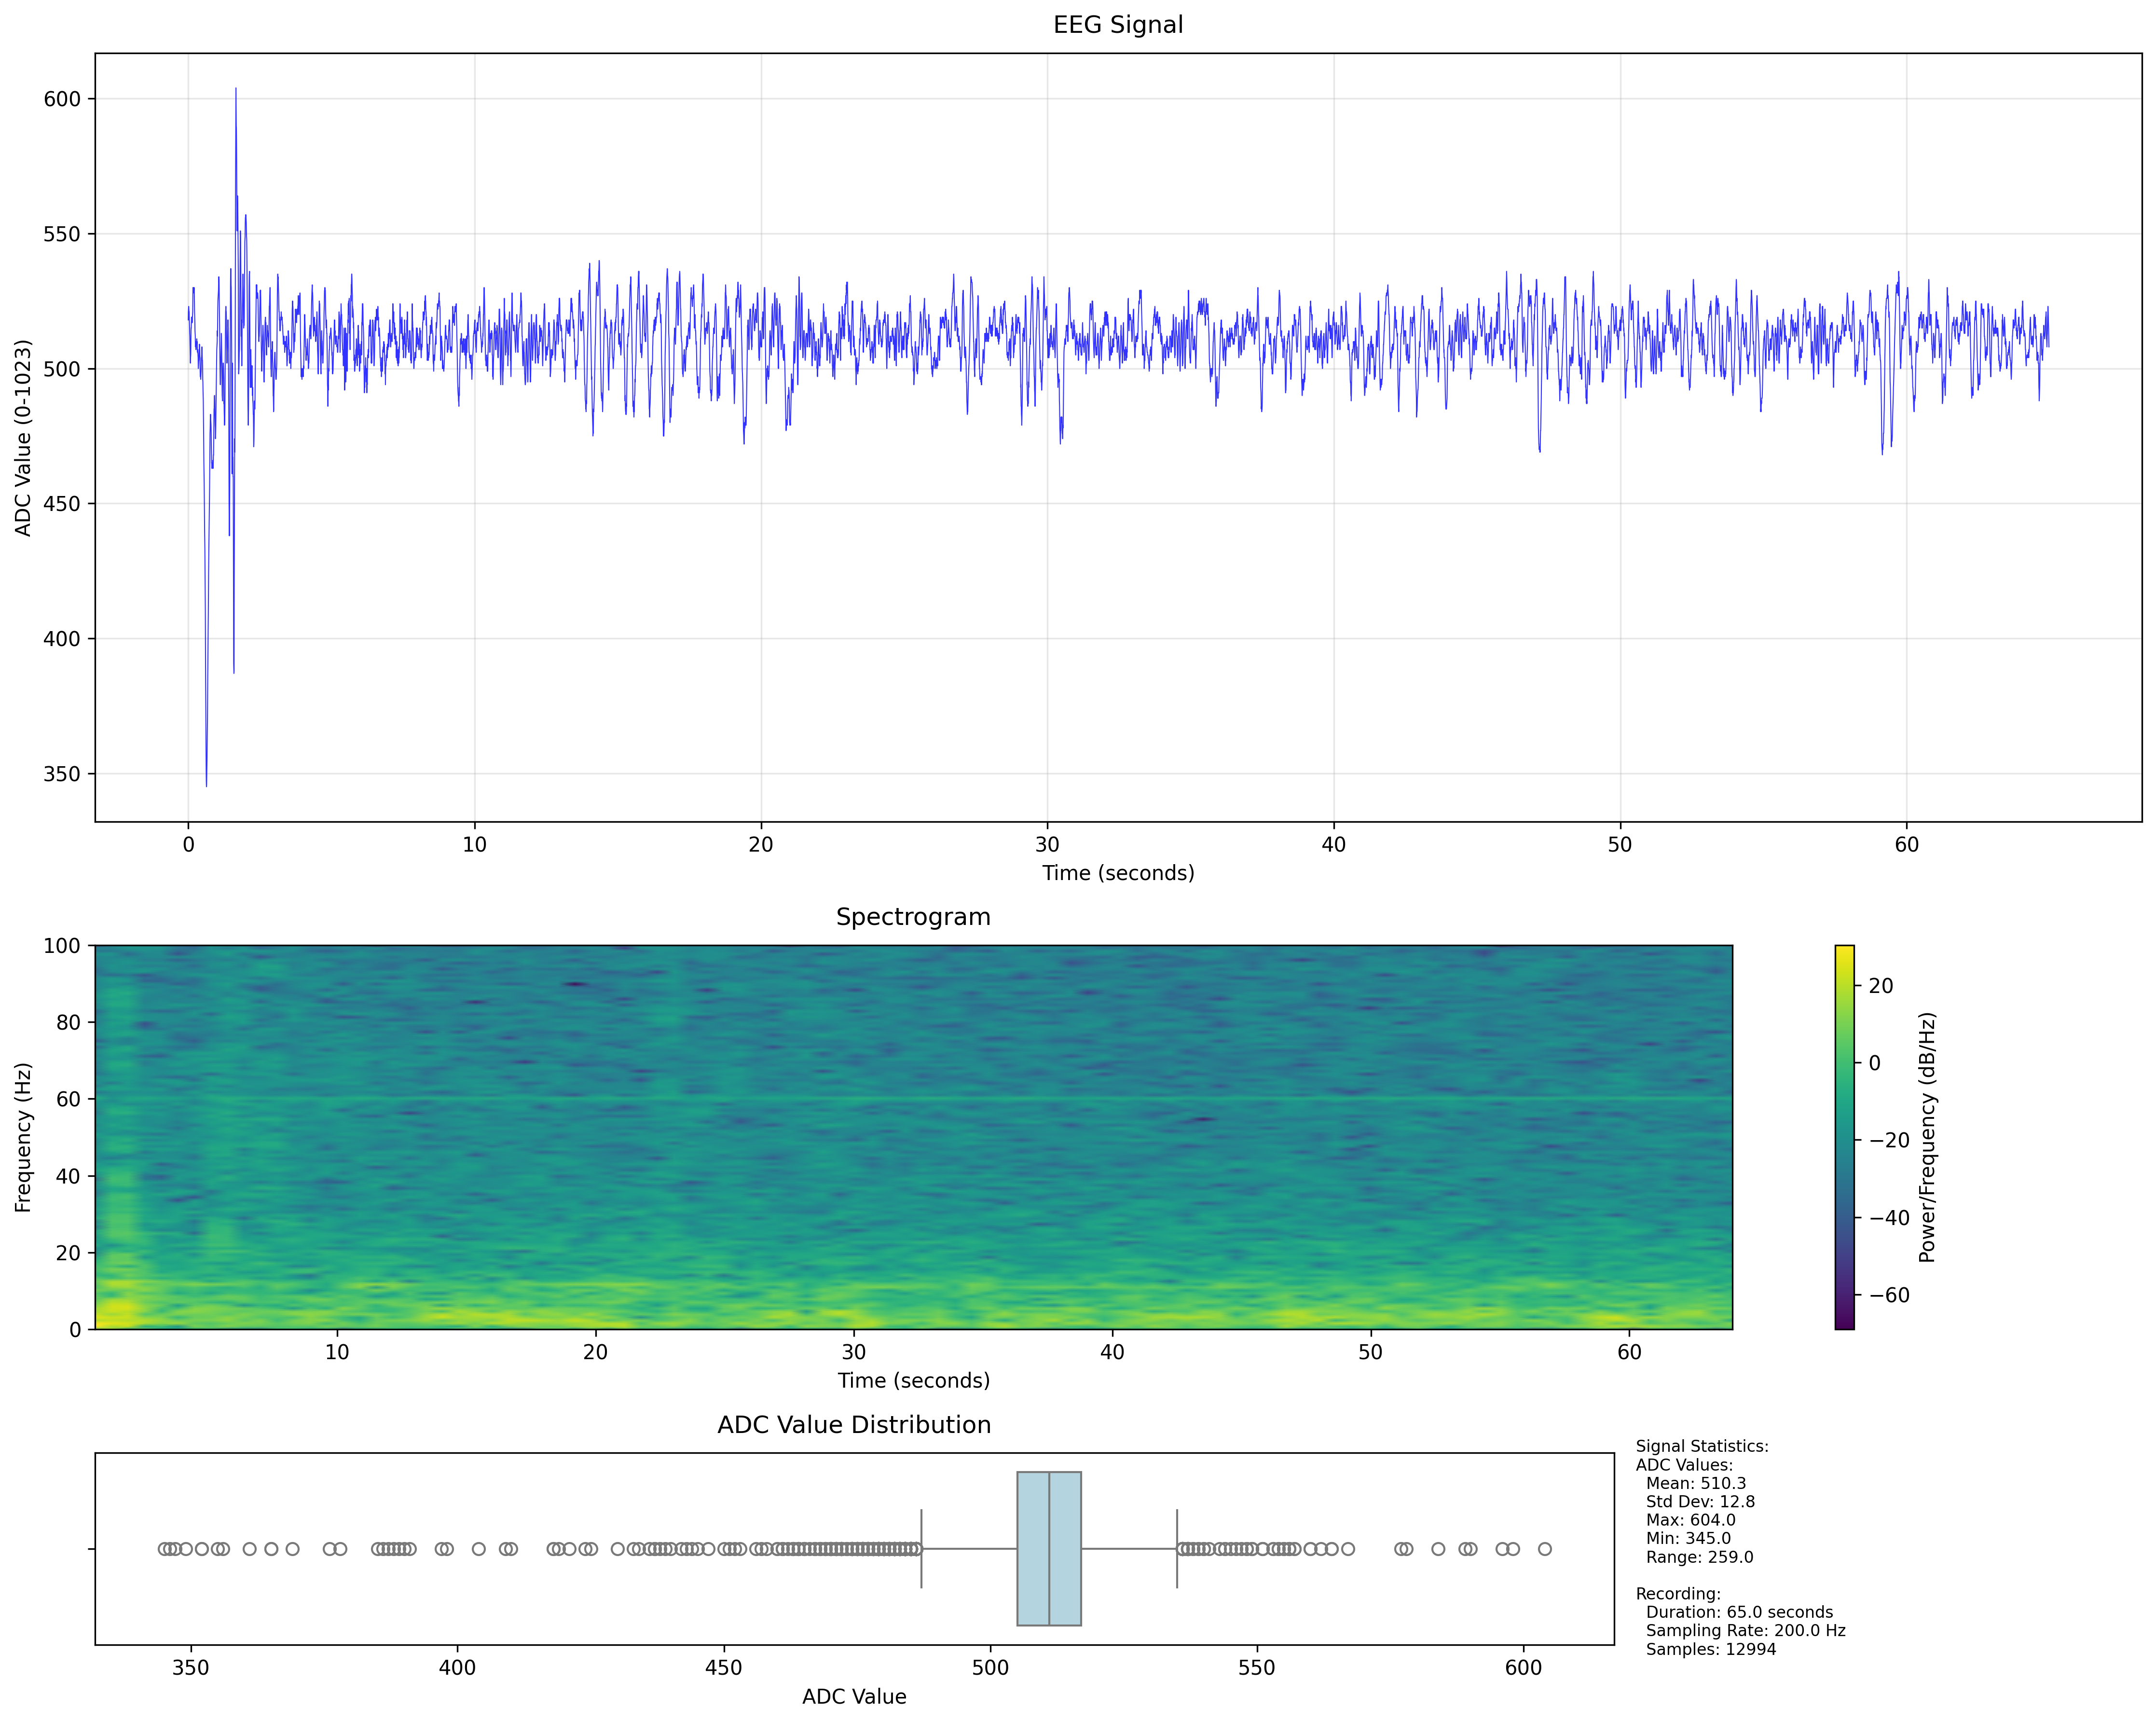 EEG Signal
600
550
500
450
400
350
ADC Value (0-1023)
0 10 20 30 40 50 60
Time (seconds)
Spectrogram
100
80
60
40
20
0
Frequency (Hz)
10 20 30 40 50 60
Time (seconds)
20
0
−20
−40
−60
Power/Frequency (dB/Hz)
ADC Value Distribution
350 400 450 500 550 600
ADC Value
Signal Statistics:
ADC Values:
Mean: 510.3
Std Dev: 12.8
Max: 604.0
Min: 345.0
Range: 259.0
Recording:
Duration: 65.0 seconds
Sampling Rate: 200.0 Hz
Samples: 12994